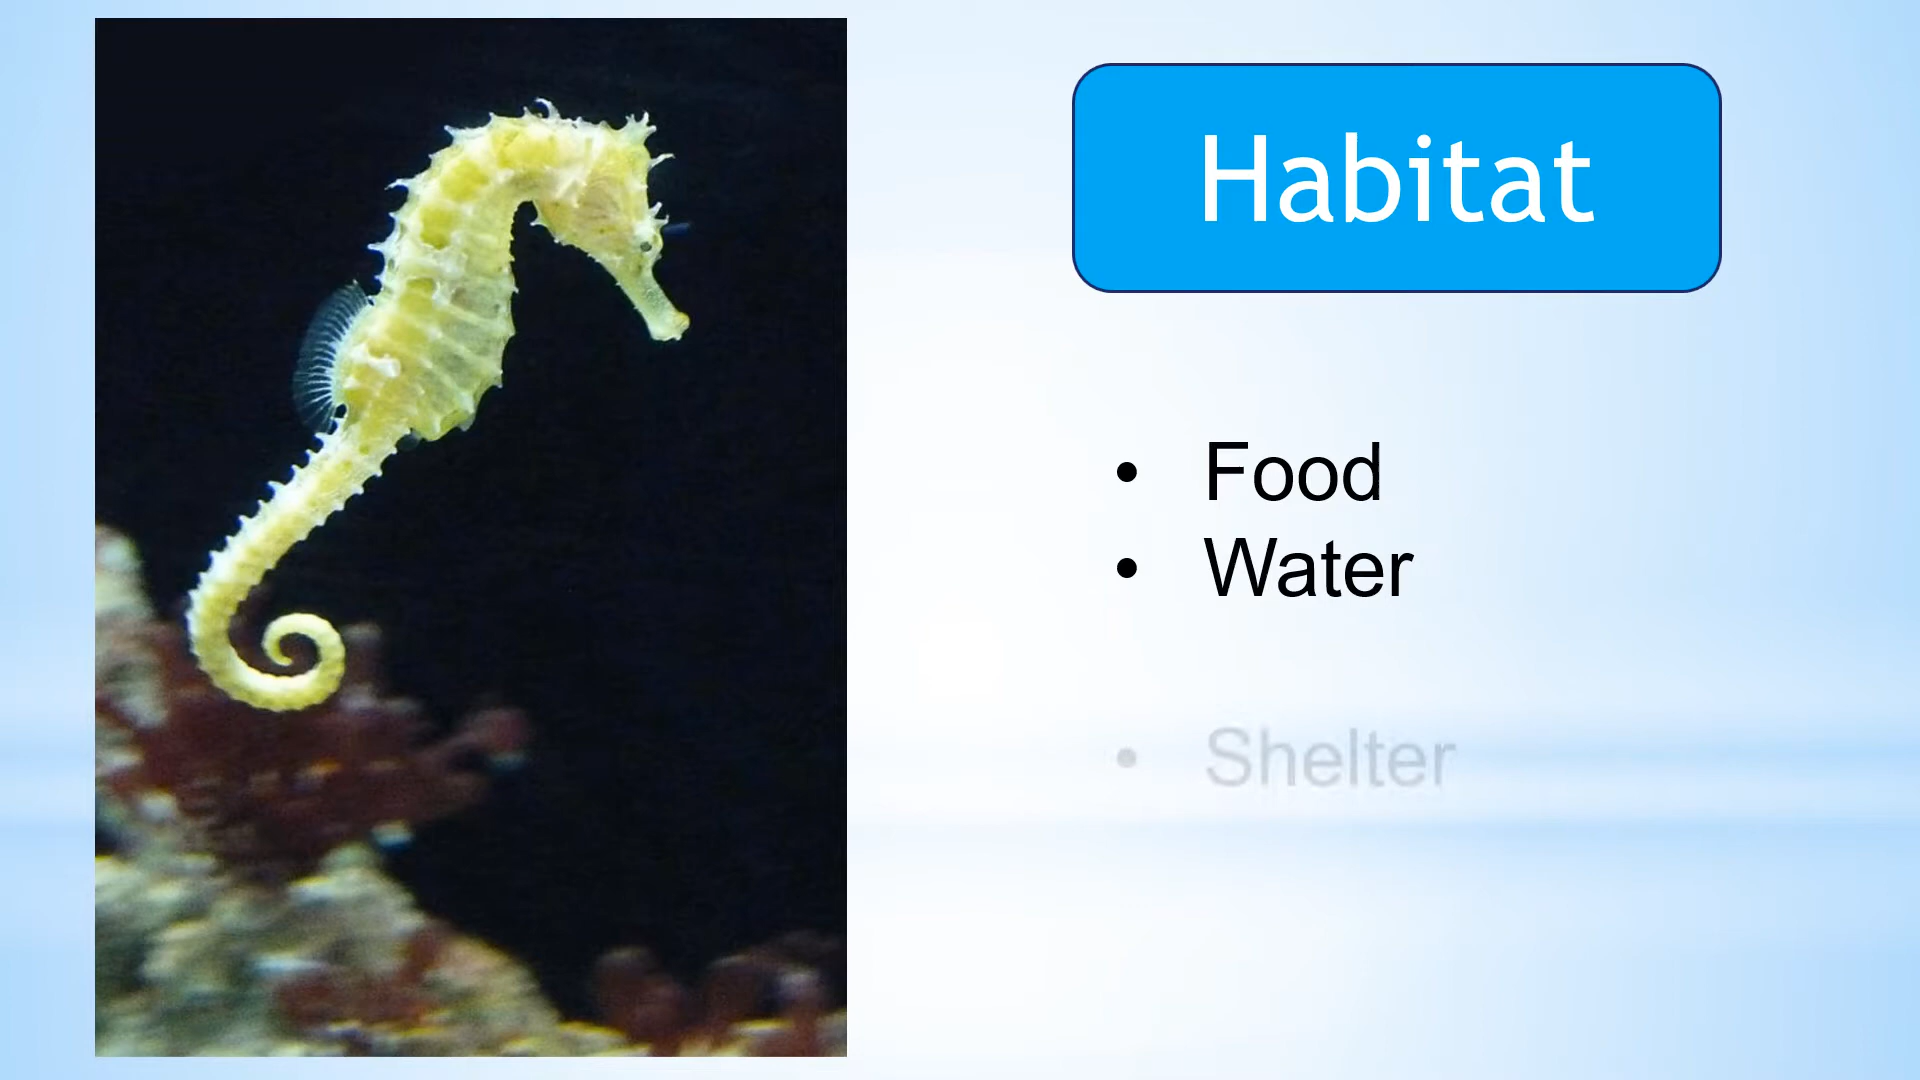 Habitat
• Food
• Water
• Shelter